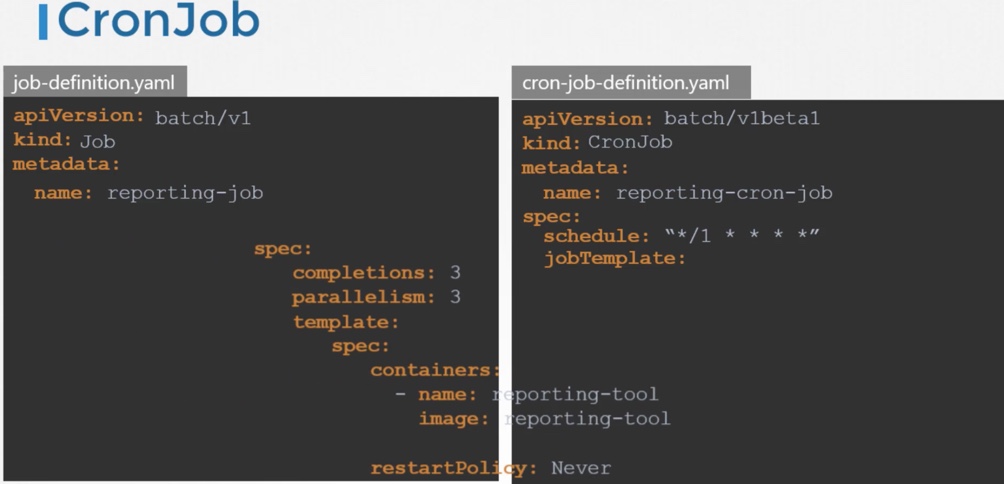 CronJob
job-definition.yaml
apiVersion: batch/v1
kind: Job
metadata:
name: reporting-job
spec:
completions: 3
parallelism: 3
template:
spec:
containers:
- name: reporting-tool
image: reporting-tool
restartPolicy: Never
cron-job-definition.yaml
apiVersion: batch/v1beta1
kind: CronJob
metadata:
name: reporting-cron-job
spec:
schedule: “*/1 * * * *”
jobTemplate: